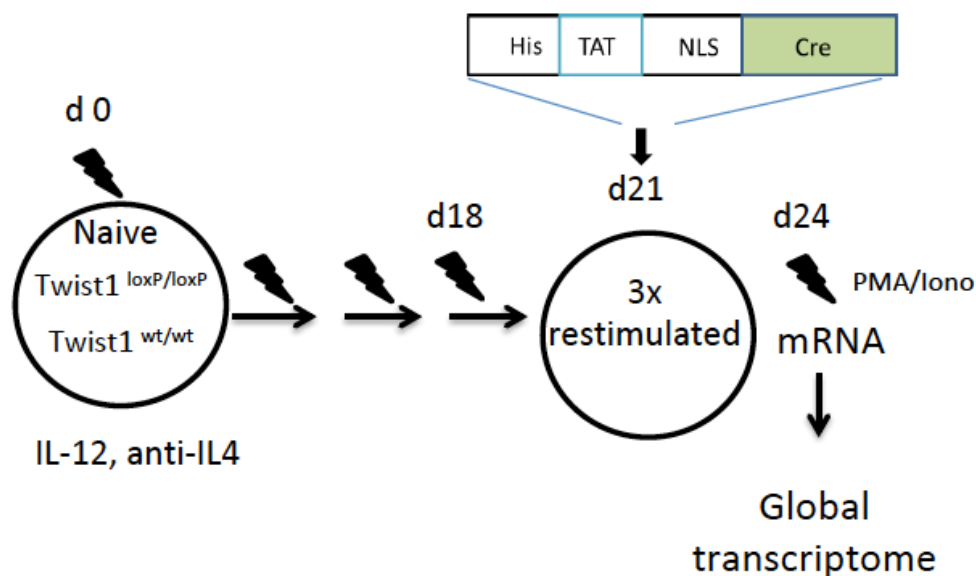 His TAT NLS Cre
d 0
Naive
Twist1 loxP/loxP
Twist1 wt/wt
IL-12, anti-IL4
d18
d21
3x
restimulated
d24
PMA/Iono
mRNA
Global
transcriptome